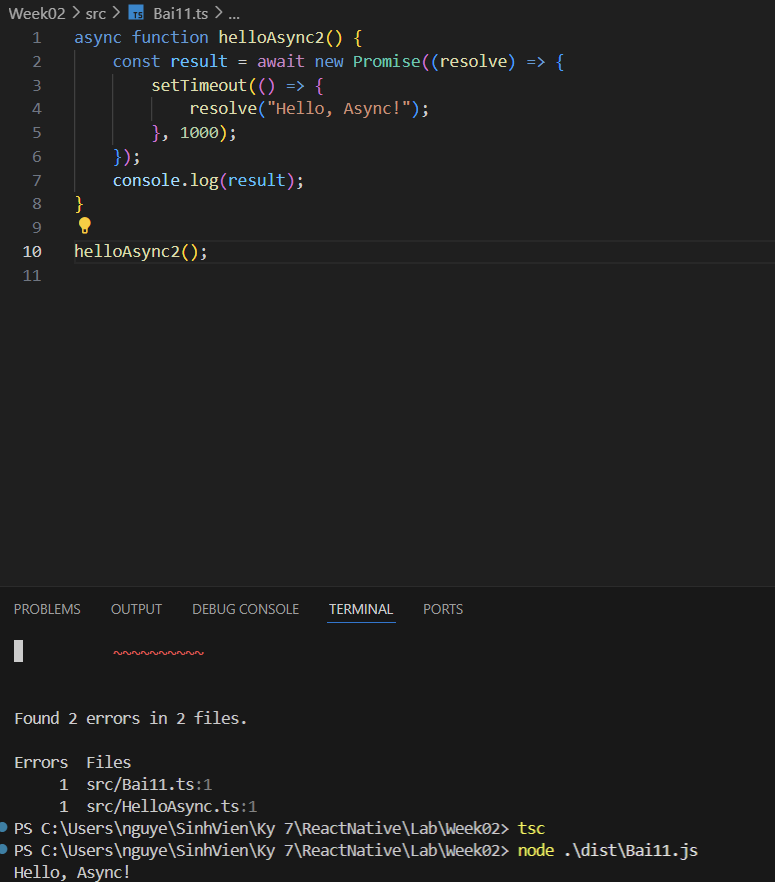 Week02 > src > TS Bai11.ts > ...
1 async function helloAsync2() {
2     const result = await new Promise((resolve) => {
3         setTimeout(() => {
4             resolve("Hello, Async!");
5         }, 1000);
6     });
7     console.log(result);
8 }
9
10 helloAsync2();
11
PROBLEMS OUTPUT DEBUG CONSOLE TERMINAL PORTS
~~~~~~~~~~
Found 2 errors in 2 files.
Errors  Files
     1  src/Bai11.ts:1
     1  src/HelloAsync.ts:1
PS C:\Users\nguye\SinhVien\Ky 7\ReactNative\Lab\Week02> tsc
PS C:\Users\nguye\SinhVien\Ky 7\ReactNative\Lab\Week02> node .\dist\Bai11.js
Hello, Async!